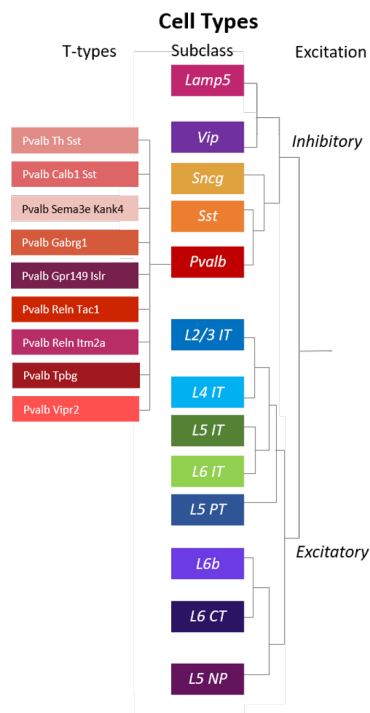 Cell Types
T-types Subclass Excitation
Lamp5
Vip
Inhibitory
Pvalb Th Sst
Pvalb Calb1 Sst
Sncg
Pvalb Sema3e Kank4
Sst
Pvalb Gabrg1
Pvalb
Pvalb Gpr149 Islr
Pvalb Reln Tac1
Pvalb Reln Itm2a
L2/3 IT
Pvalb Tpbg
L4 IT
Pvalb Vipr2
L5 IT
L6 IT
L5 PT
Excitatory
L6b
L6 CT
L5 NP